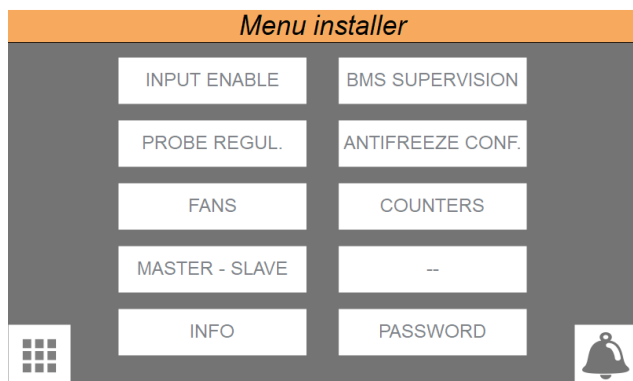 Menu installer
INPUT ENABLE
BMS SUPERVISION
PROBE REGUL.
ANTIFREEZE CONF.
FANS
COUNTERS
MASTER - SLAVE
--
INFO
PASSWORD